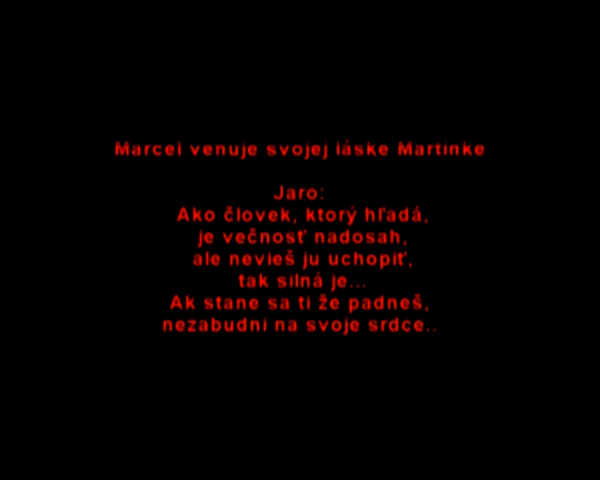 Marcel venuje svojej láske Martinke
Jaro:
Ako človek, ktorý hľadá,
je večnosť nadosah,
ale nevieš ju uchopiť,
tak silná je...
Ak stane sa ti že padneš,
nezabudni na svoje srdce..